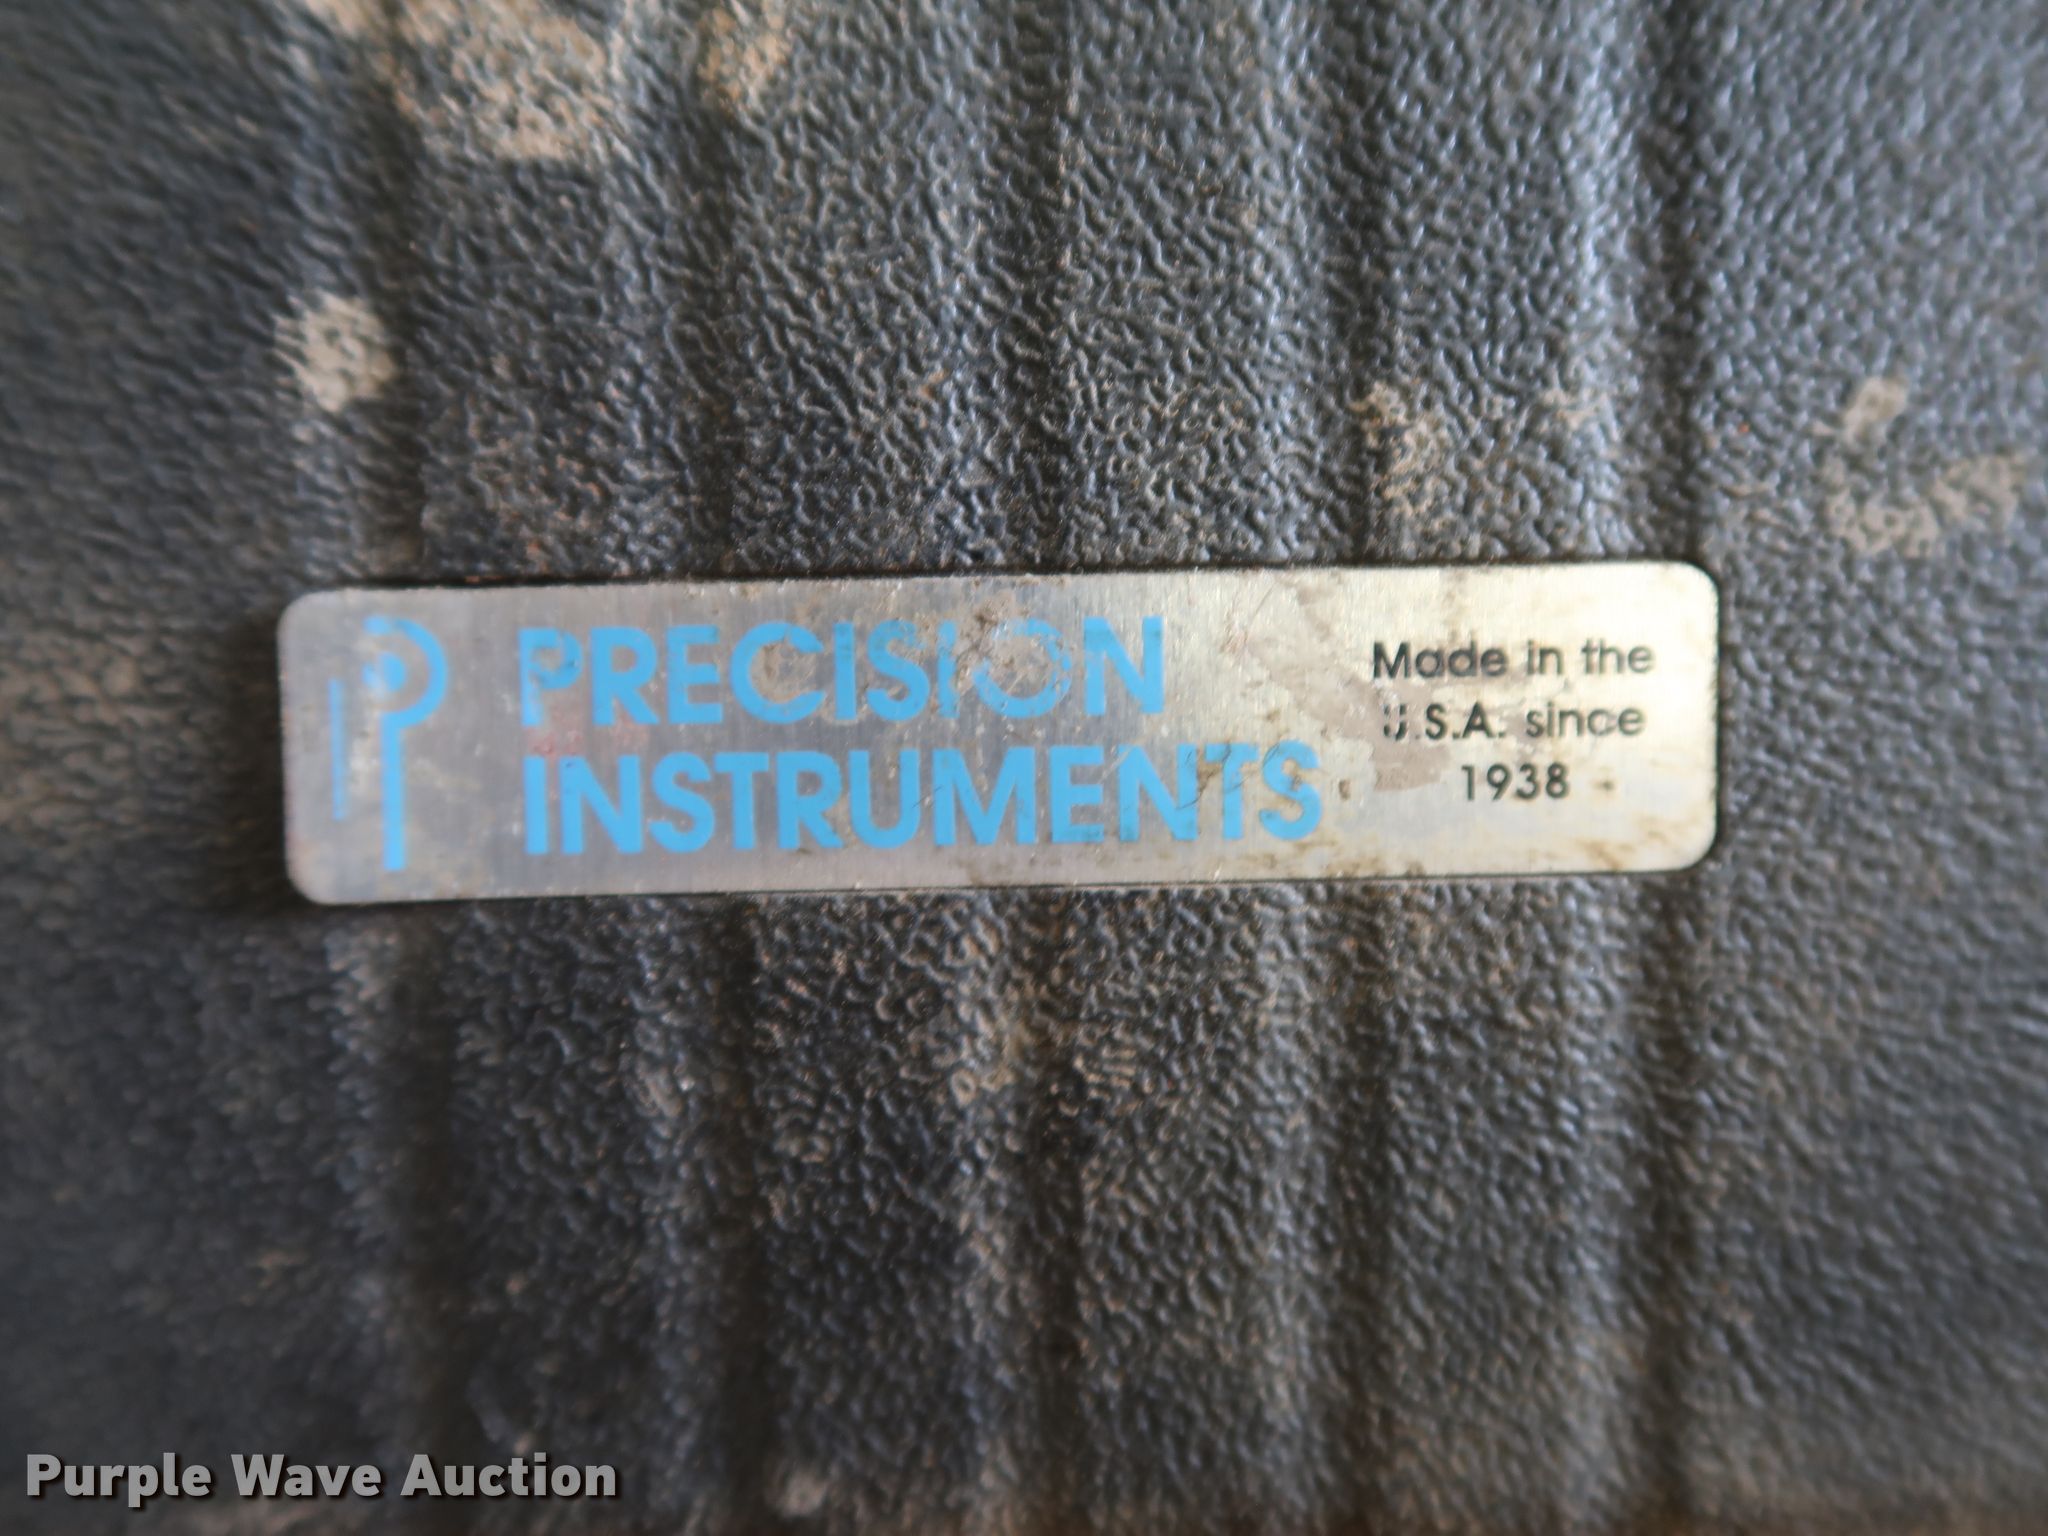 PRECISION
INSTRUMENTS
Made in the
U.S.A. since
1938
Purple Wave Auction